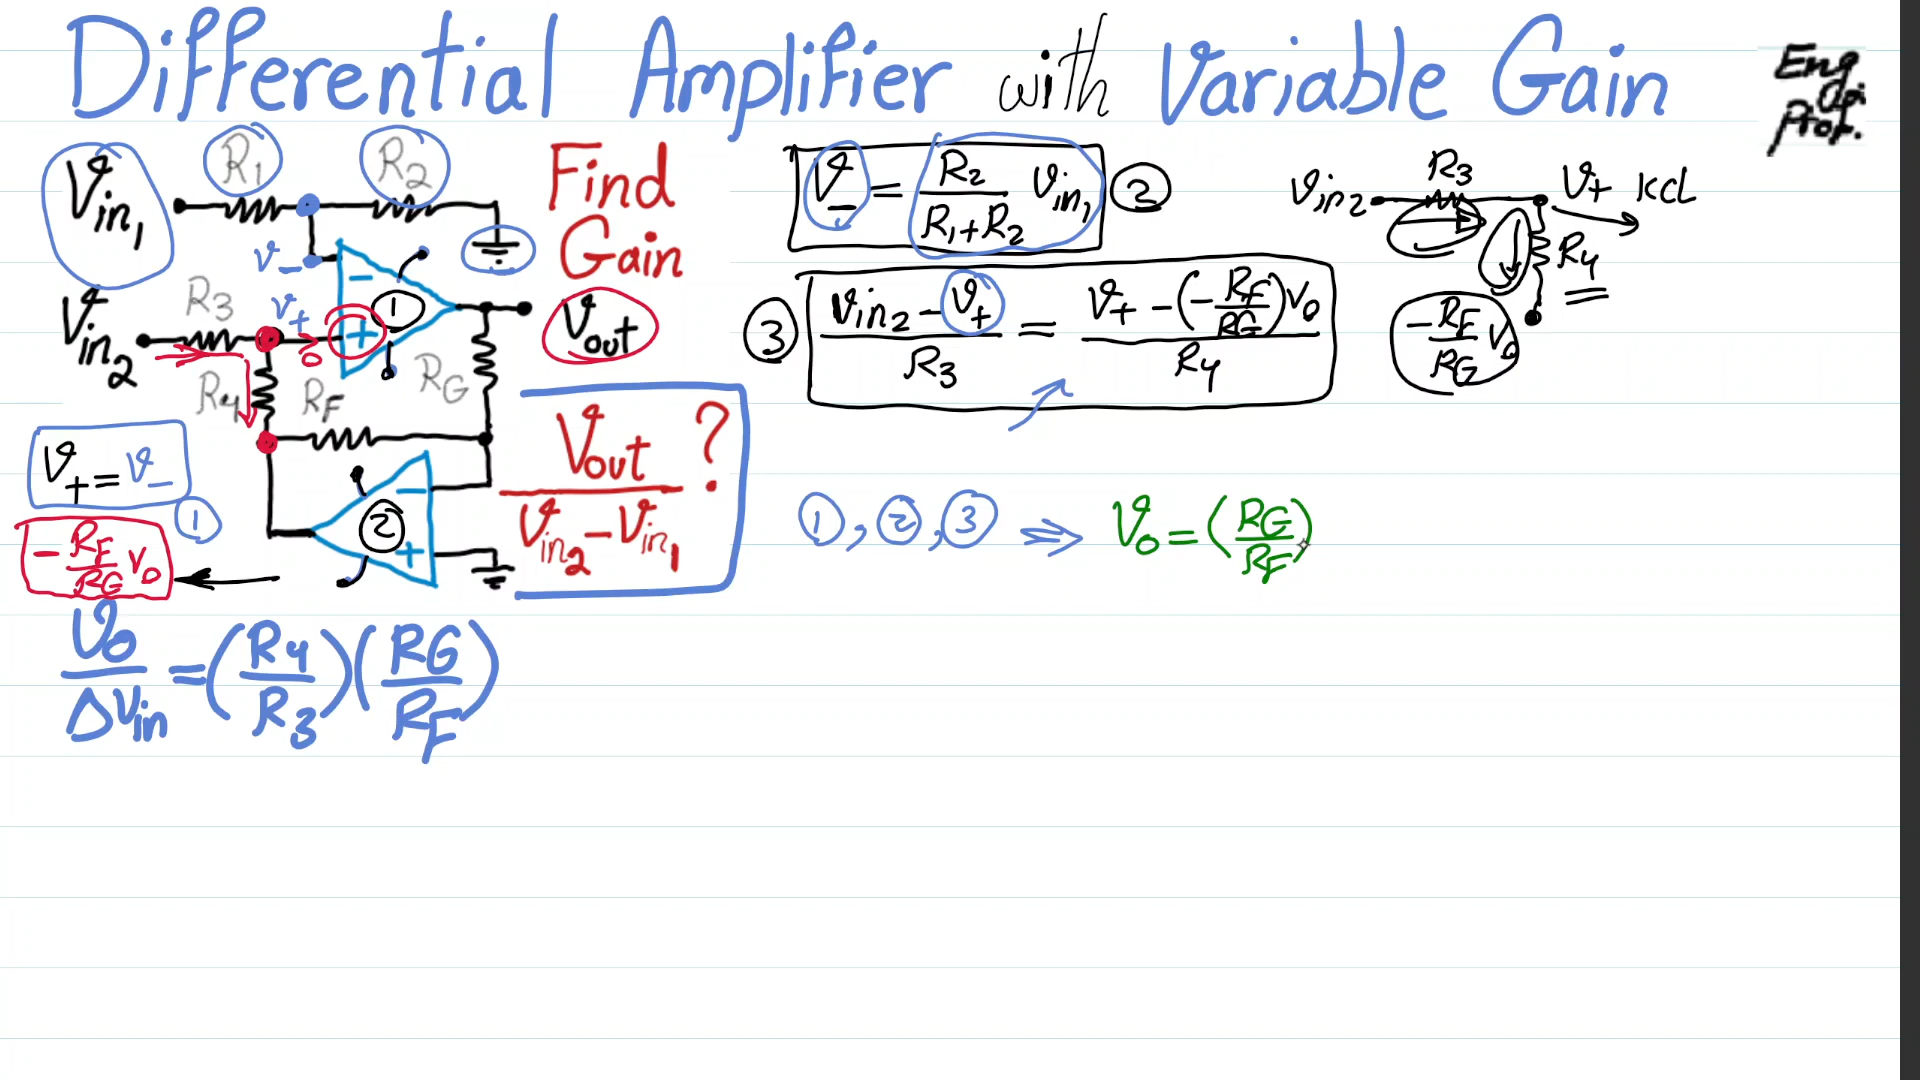 Differential Amplifier with Variable Gain
Eng. Prof.
Vin1 R1 R2
Find Gain
Vout
v-
Vin2 R3 v+
- 1 +
0
R4 RF RG
V+ = v- 1
- 2 +
-RF/RG vo
Vout / (Vin2 - Vin1) ?
Vo/ΔVin = (R4/R3)(RG/RF)
V- = R2/(R1+R2) Vin1 2
3 (Vin2 - V+)/R3 = (V+ - (-RF/RG)Vo)/R4
Vin2 R3 V+ KCL
R4
-RF/RG Vo
1, 2, 3 ⇒ Vo = (RG/RF)